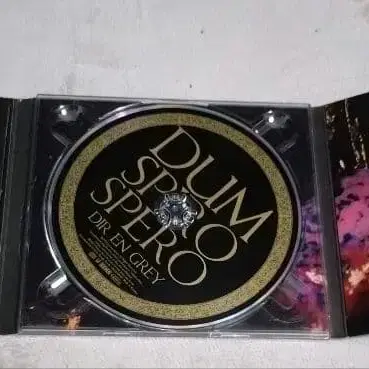 DUM
SPIRO
SPERO
DIR EN GREY